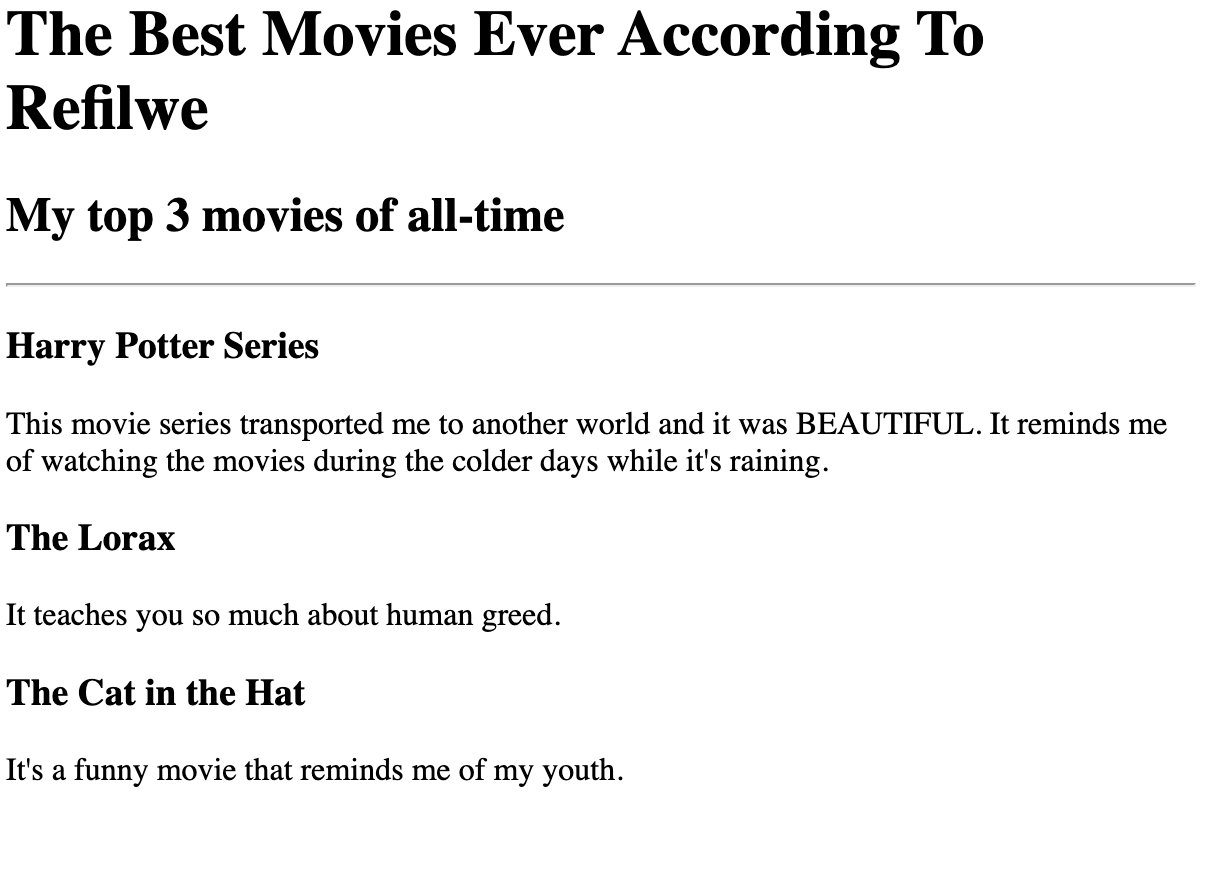 The Best Movies Ever According To
Refilwe
My top 3 movies of all-time
Harry Potter Series
This movie series transported me to another world and it was BEAUTIFUL. It reminds me
of watching the movies during the colder days while it's raining.
The Lorax
It teaches you so much about human greed.
The Cat in the Hat
It's a funny movie that reminds me of my youth.